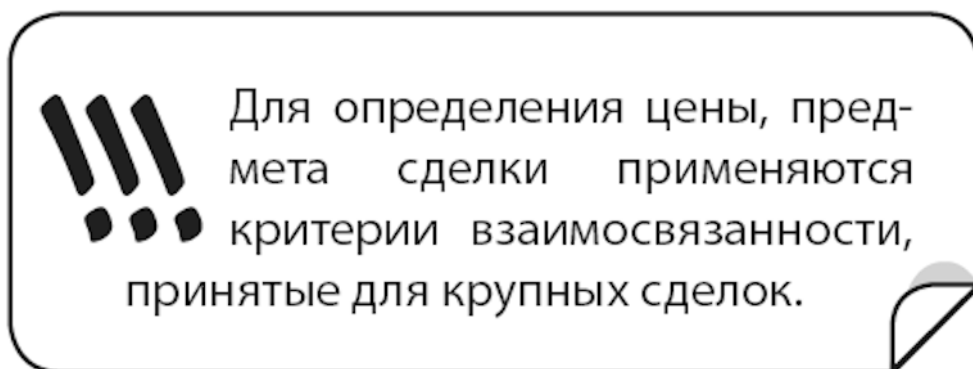 Для определения цены, пред-
мета сделки применяются
критерии взаимосвязанности,
принятые для крупных сделок.